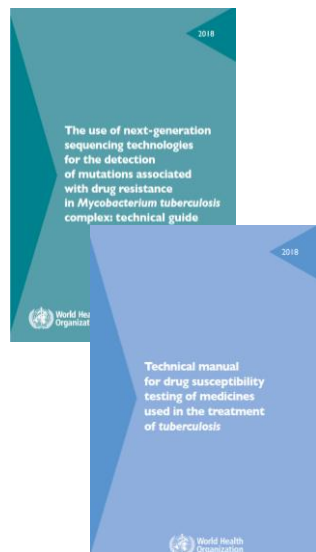 2018
The use of next-generation
sequencing technologies
for the detection
of mutations associated
with drug resistance
in Mycobacterium tuberculosis
complex: technical guide
World Hea
Organizat
2018
Technical manual
for drug susceptibility
testing of medicines
used in the treatment
of tuberculosis
World Health
Organization